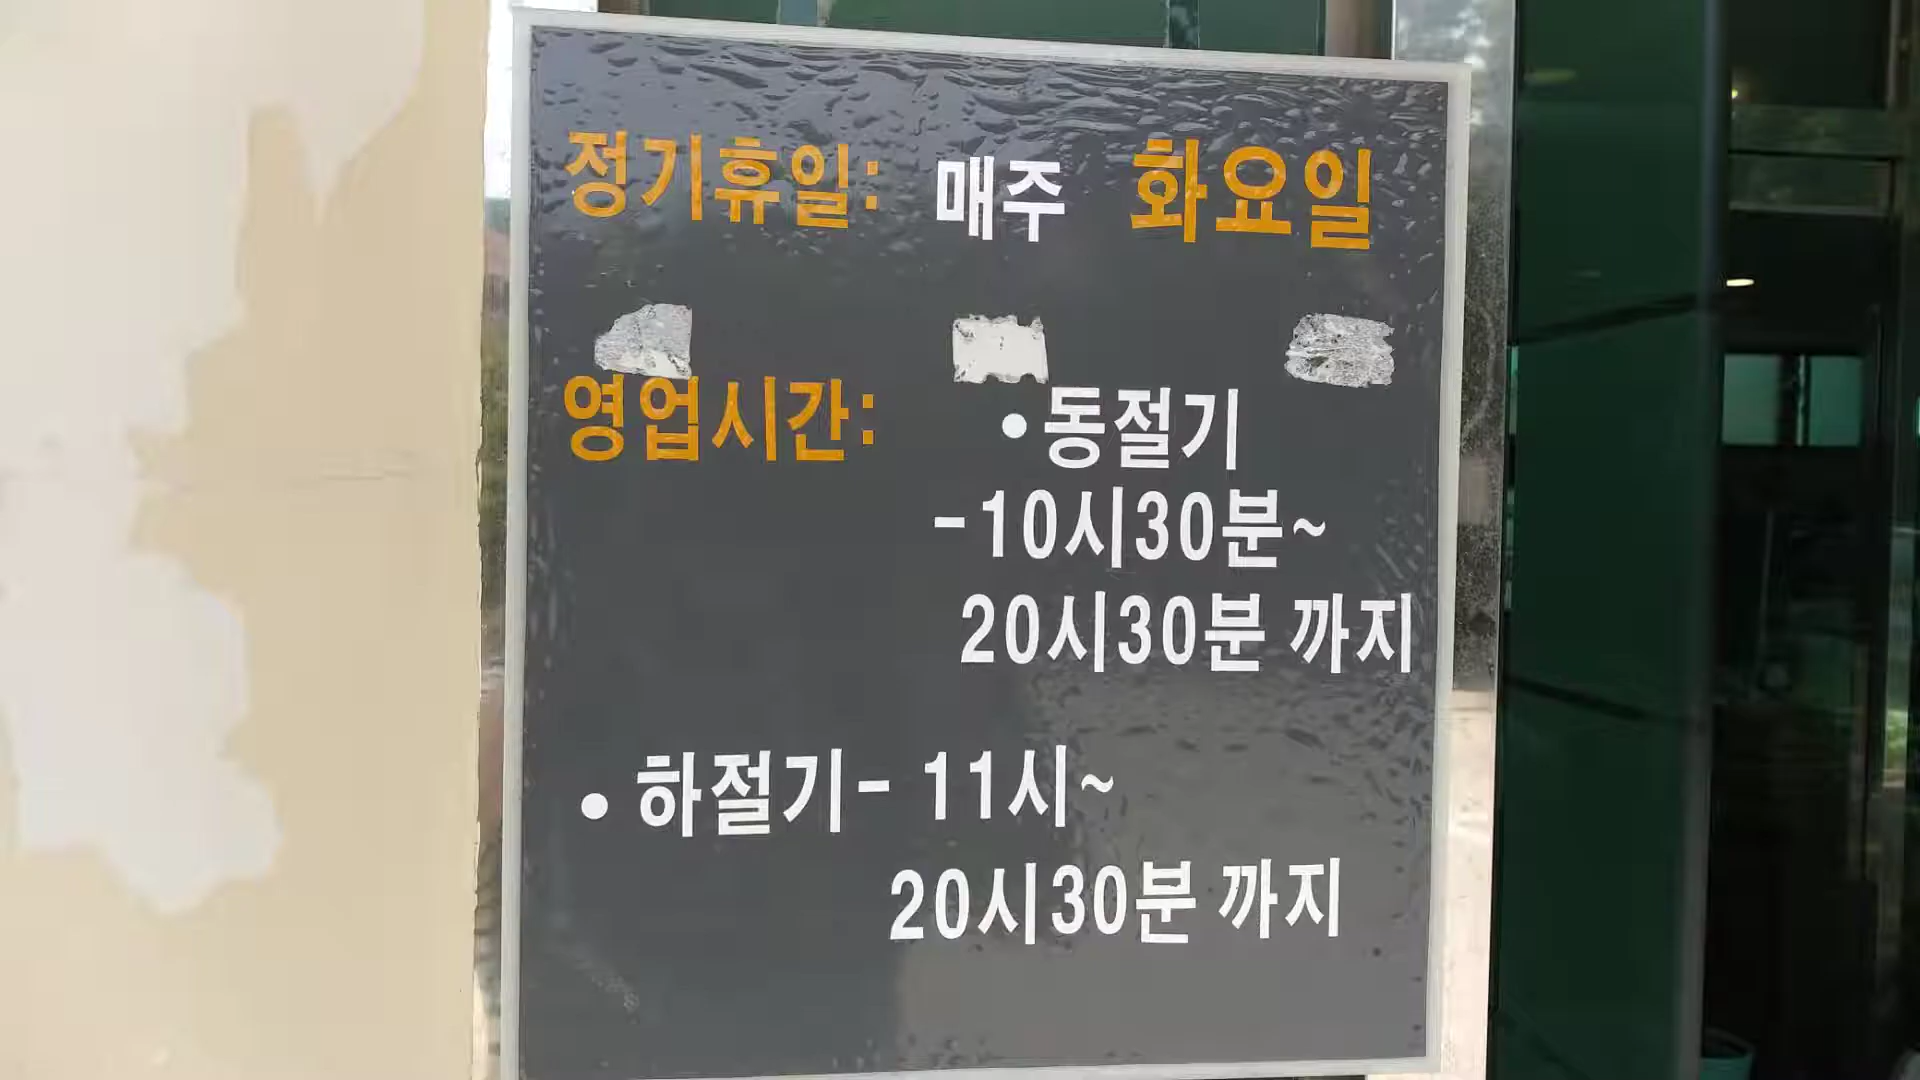 정기휴일: 매주 화요일
영업시간: •동절기
-10시30분~
20시30분 까지
• 하절기- 11시~
20시30분 까지